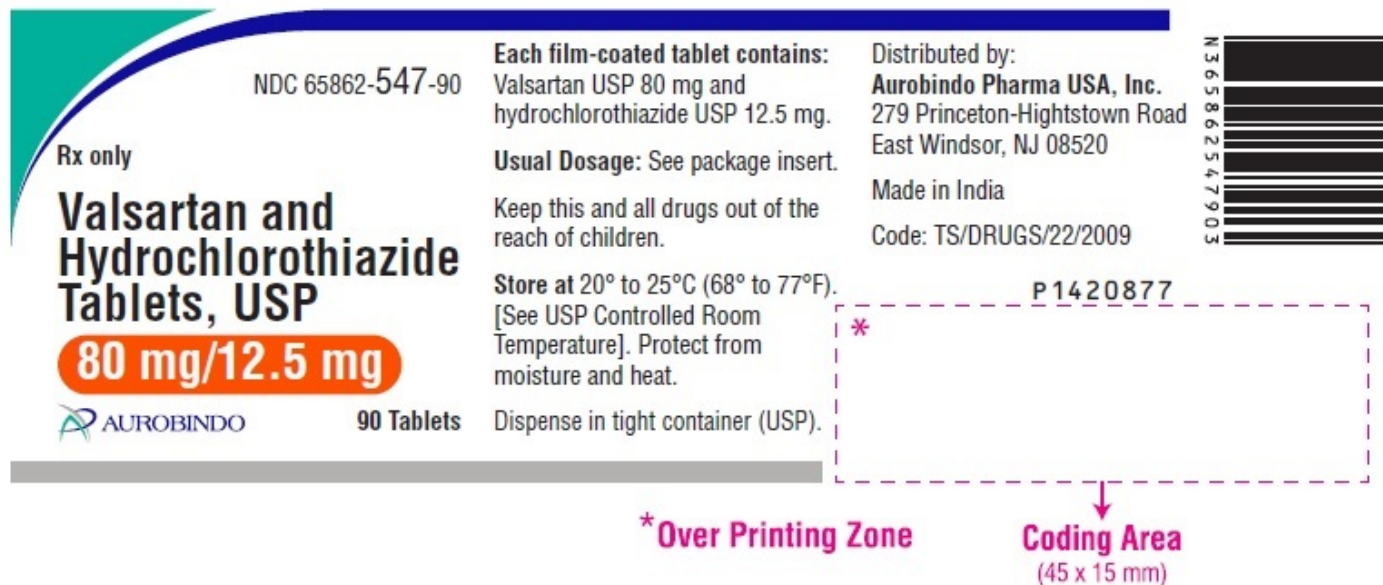 NDC 65862-547-90
Rx only
Valsartan and
Hydrochlorothiazide
Tablets, USP
80 mg/12.5 mg
AUROBINDO
90 Tablets
Each film-coated tablet contains:
Valsartan USP 80 mg and
hydrochlorothiazide USP 12.5 mg.
Usual Dosage: See package insert.
Keep this and all drugs out of the
reach of children.
Store at 20° to 25°C (68° to 77°F).
[See USP Controlled Room
Temperature]. Protect from
moisture and heat.
Dispense in tight container (USP).
Distributed by:
Aurobindo Pharma USA, Inc.
279 Princeton-Hightstown Road
East Windsor, NJ 08520
Made in India
Code: TS/DRUGS/22/2009
N365862547903
P1420877
*
*Over Printing Zone
Coding Area
(45 x 15 mm)